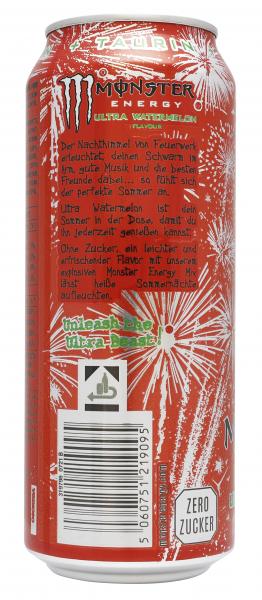 + TAURIN
MONSTER
ENERGY
ULTRA WATERMELON
FLAVOUR
Der Nachthimmel von Feuerwerk
erleuchtet, deinen Schwarm im
Arm, gute Musik und die besten
Freunde dabei... so fühlt sich
der perfekte Sommer an.
Ultra Watermelon ist dein
Sommer in der Dose, damit du
ihn jederzeit genießen kannst.
Ohne Zucker, ein leichter und
erfrischender Flavor mit unserem
explosiven Monster Energy Mix
lässt heiße Sommernächte
aufleuchten.
Unleash the
Ultra Beast!
5 060751 219095
ZERO
ZUCKER